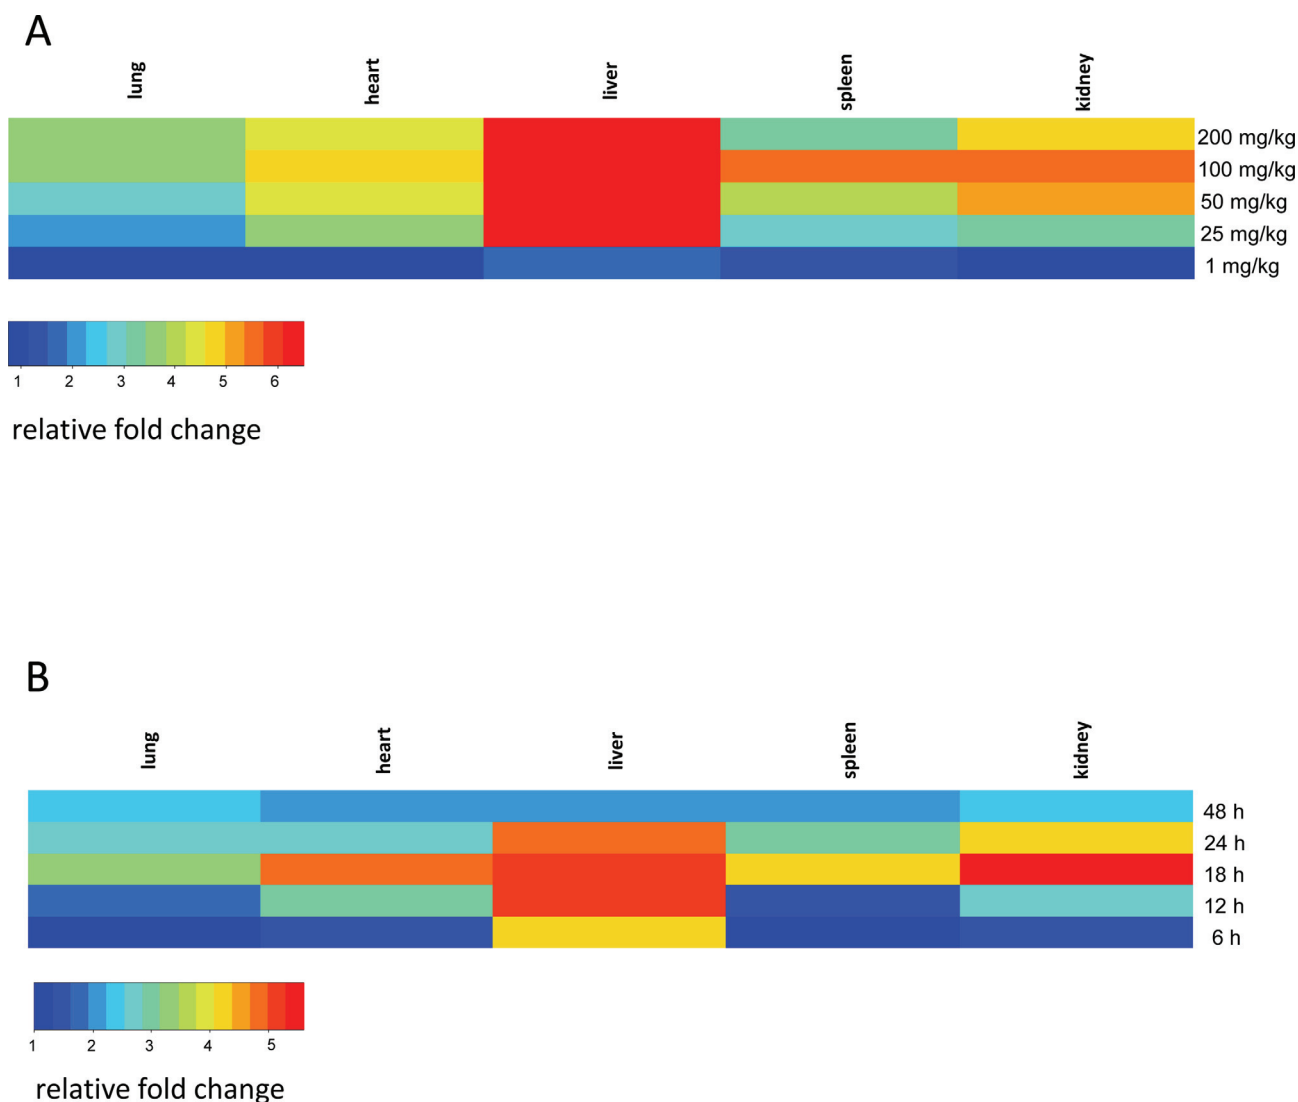 A
lung heart liver spleen kidney
200 mg/kg
100 mg/kg
50 mg/kg
25 mg/kg
1 mg/kg
1 2 3 4 5 6
relative fold change
B
lung heart liver spleen kidney
48 h
24 h
18 h
12 h
6 h
1 2 3 4 5
relative fold change